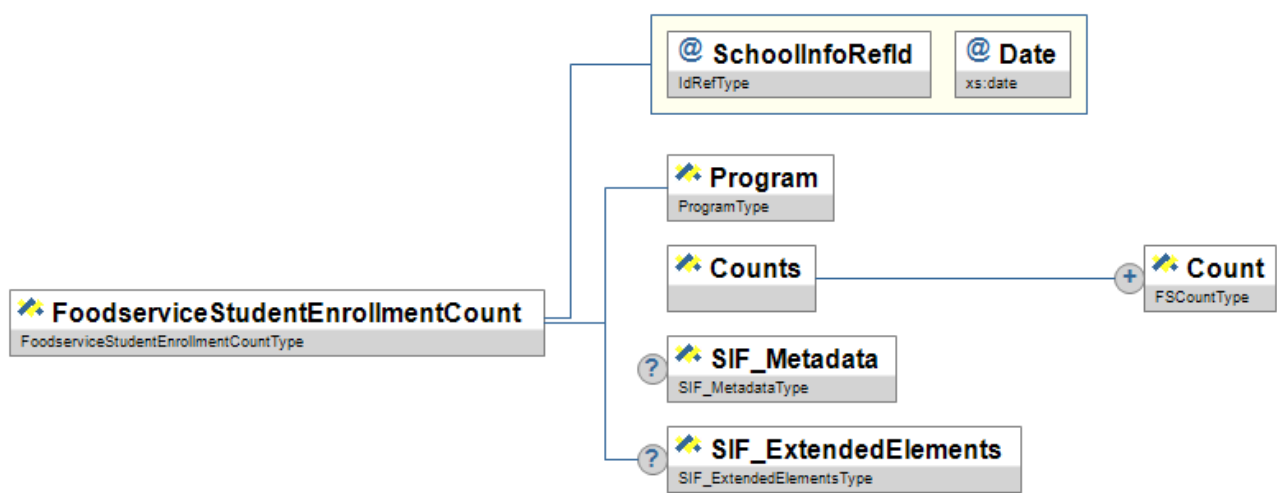 @ SchoolInfoRefId
IdRefType
@ Date
xs:date
Program
ProgramType
Counts
+
Count
FSCountType
FoodserviceStudentEnrollmentCount
FoodserviceStudentEnrollmentCountType
?
SIF_Metadata
SIF_MetadataType
?
SIF_ExtendedElements
SIF_ExtendedElementsType